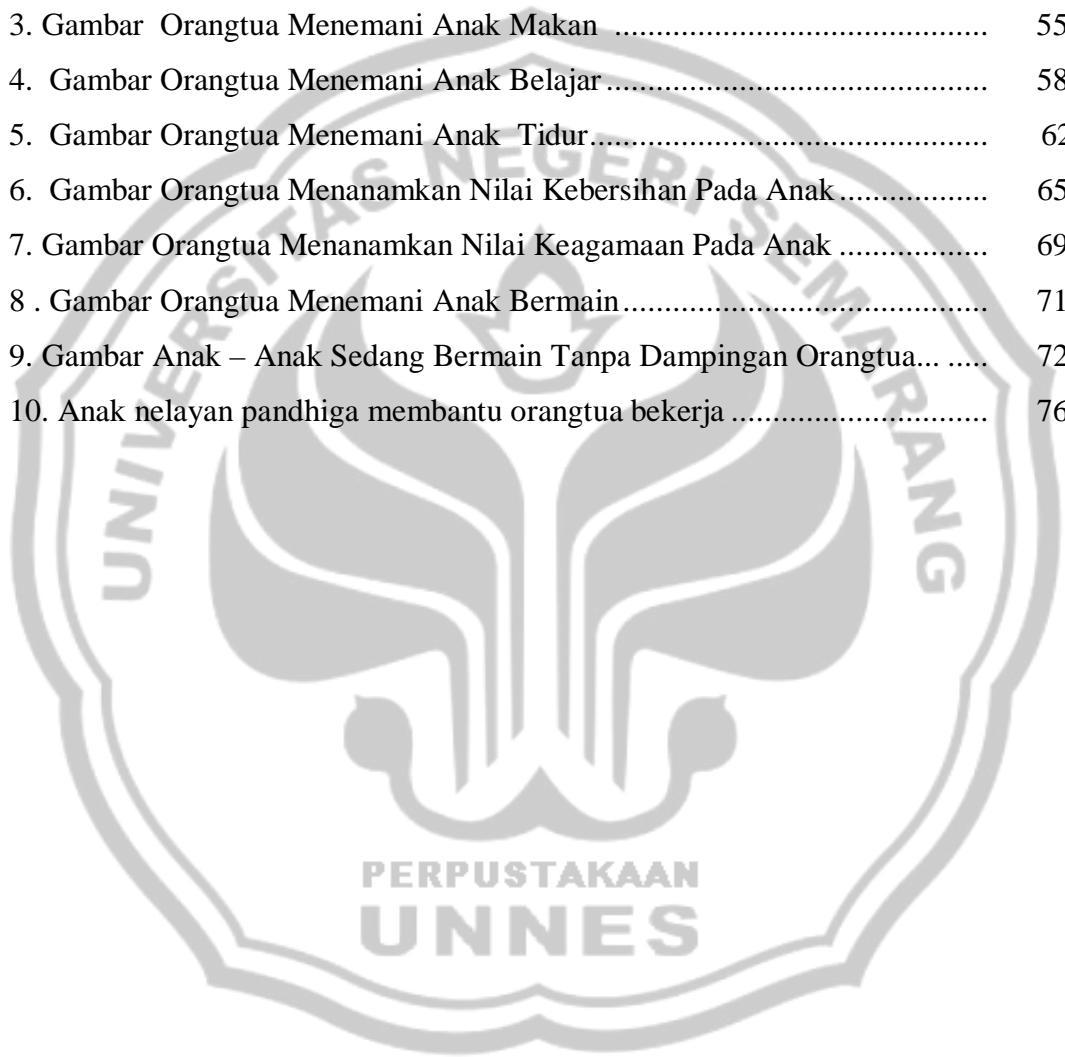 3. Gambar  Orangtua Menemani Anak Makan  .......................................... 55
4.  Gambar Orangtua Menemani Anak Belajar........................................... 58
5.  Gambar Orangtua Menemani Anak  Tidur............................................. 62
6.  Gambar Orangtua Menanamkan Nilai Kebersihan Pada Anak................. 65
7. Gambar Orangtua Menanamkan Nilai Keagamaan Pada Anak ................. 69
8 . Gambar Orangtua Menemani Anak Bermain......................................... 71
9. Gambar Anak – Anak Sedang Bermain Tanpa Dampingan Orangtua... ..... 72
10. Anak nelayan pandhiga membantu orangtua bekerja ............................. 76
UNIVERSITAS NEGERI SEMARANG
PERPUSTAKAAN
UNNES